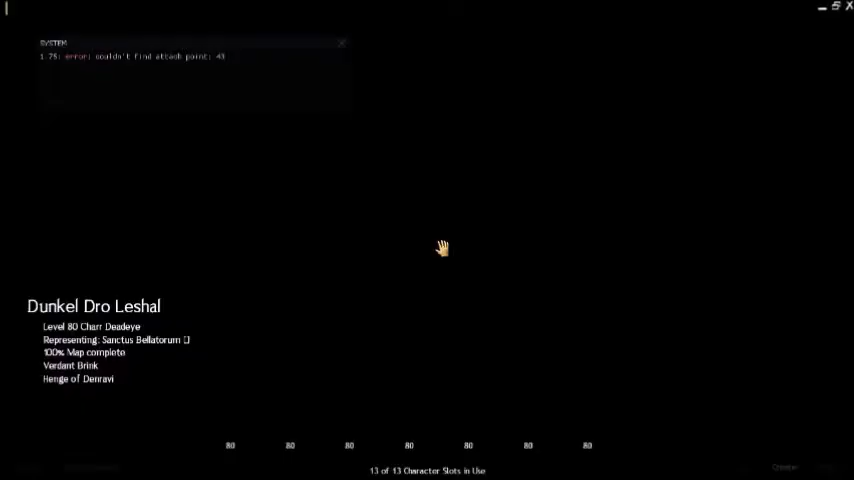 SYSTEM
1.75: error: couldn't find attach point: 43
Dunkel Dro Leshal
Level 80 Charr Deadeye
Representing: Sanctus Bellatorum []
100% Map complete
Verdant Brink
Henge of Denravi
80 80 80 80 80 80 80
13 of 13 Character Slots in Use
Create